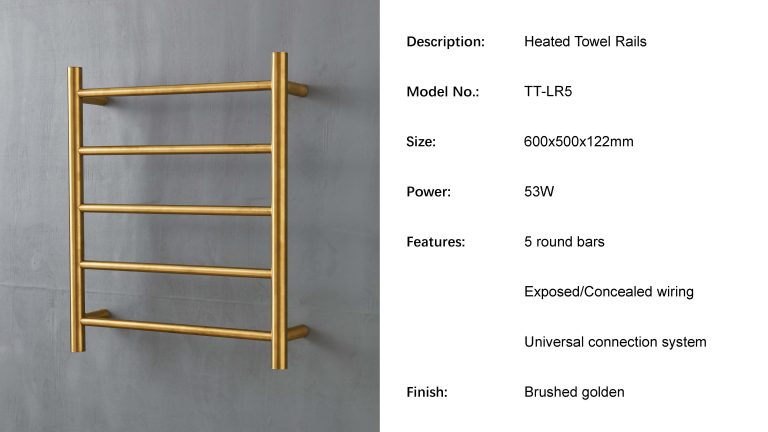 Description: Heated Towel Rails
Model No.: TT-LR5
Size: 600x500x122mm
Power: 53W
Features: 5 round bars
Exposed/Concealed wiring
Universal connection system
Finish: Brushed golden